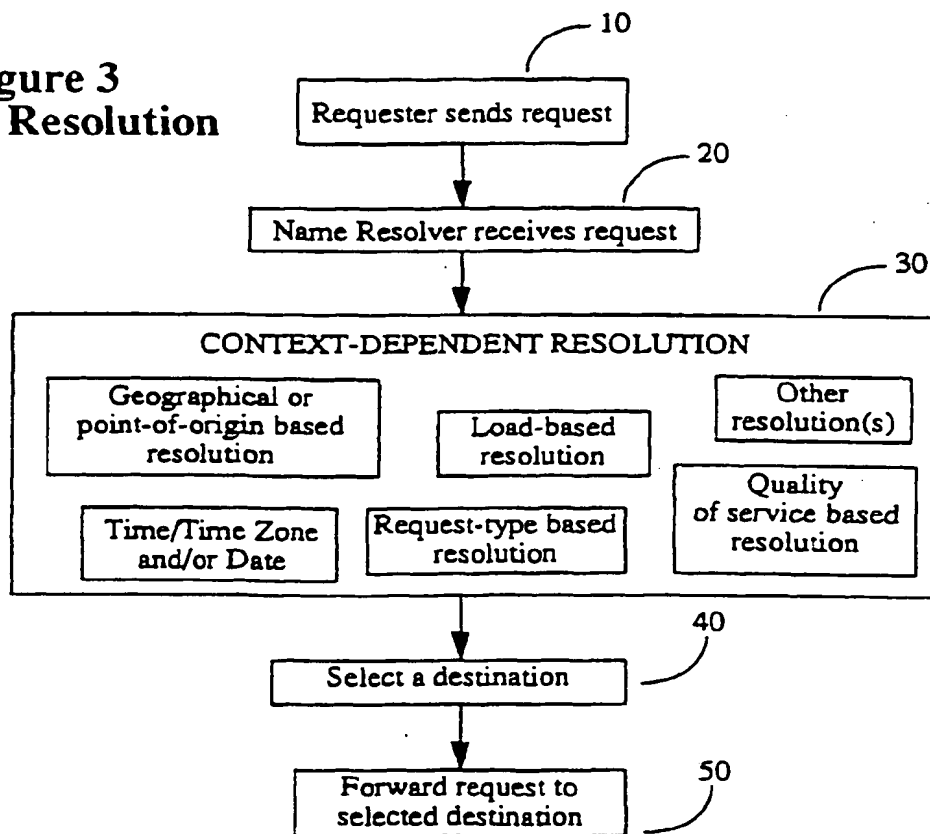 10
gure 3
Resolution
Requester sends request
20
Name Resolver receives request
30
CONTEXT-DEPENDENT RESOLUTION
Geographical or
point-of-origin based
resolution
Load-based
resolution
Other
resolution(s)
Time/Time Zone
and/or Date
Request-type based
resolution
Quality
of service based
resolution
40
Select a destination
50
Forward request to
selected destination